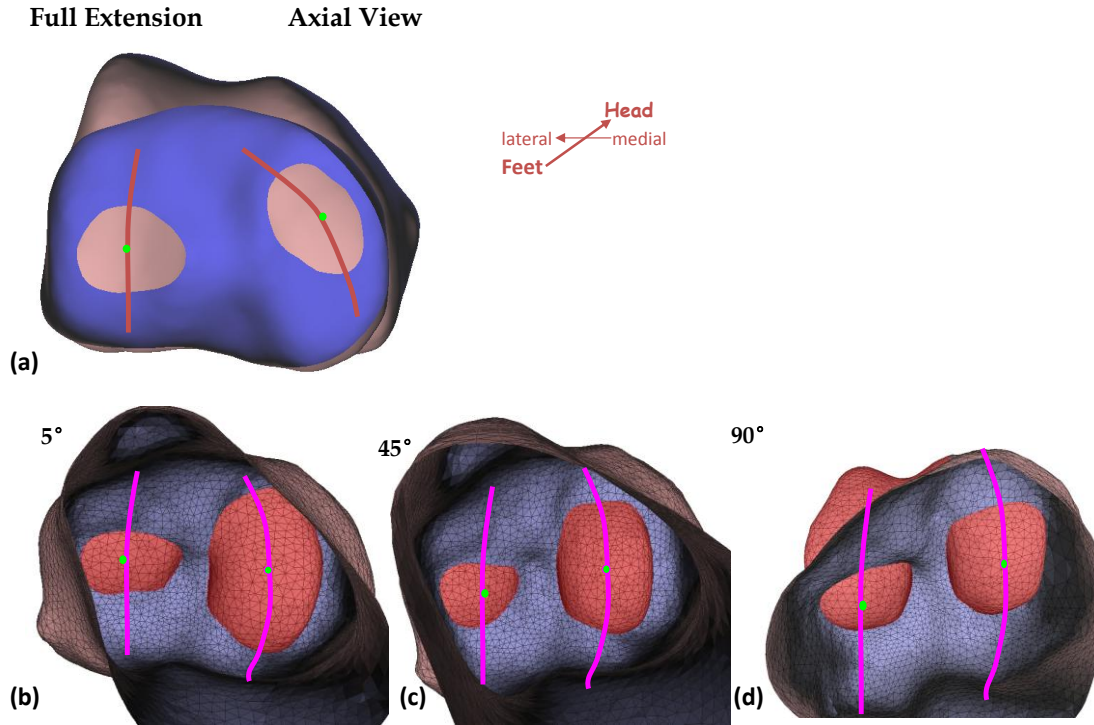 Full Extension Axial View
Head
lateral medial
Feet
(a)
5°
45°
90°
(b)
(c)
(d)